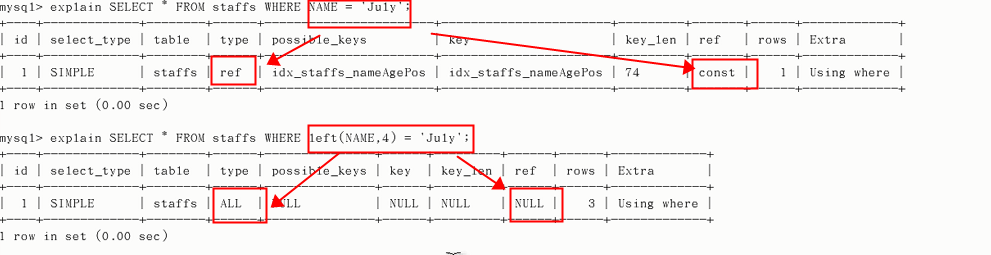 mysql> explain SELECT * FROM staffs WHERE NAME = 'July';
| id | select_type | table | type | possible_keys | key | key_len | ref | rows | Extra |
| 1 | SIMPLE | staffs | ref | idx_staffs_nameAgePos | idx_staffs_nameAgePos | 74 | const | 1 | Using where |
1 row in set (0.00 sec)
mysql> explain SELECT * FROM staffs WHERE left(NAME,4) = 'July';
| id | select_type | table | type | possible_keys | key | key_len | ref | rows | Extra |
| 1 | SIMPLE | staffs | ALL | NULL | NULL | NULL | NULL | 3 | Using where |
1 row in set (0.00 sec)